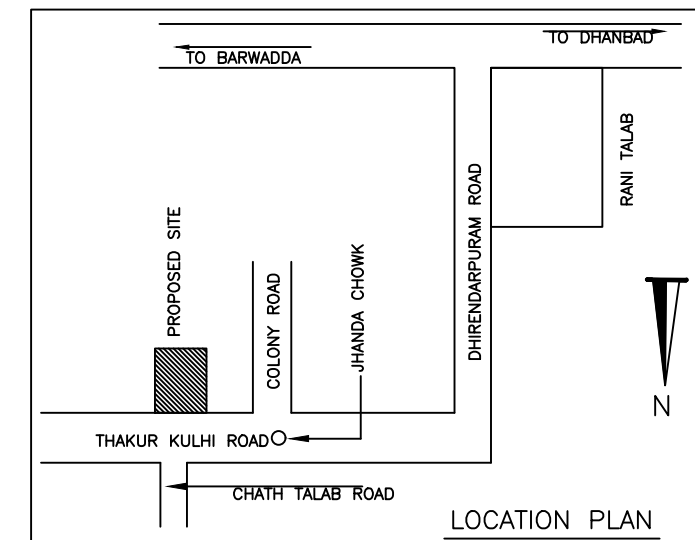 TO DHANBAD
TO BARWADDA
RANI TALAB
DHIRENDARPURAM ROAD
PROPOSED SITE
JHANDA CHOWK
COLONY ROAD
N
THAKUR KULHI ROAD
CHATH TALAB ROAD
LOCATION PLAN